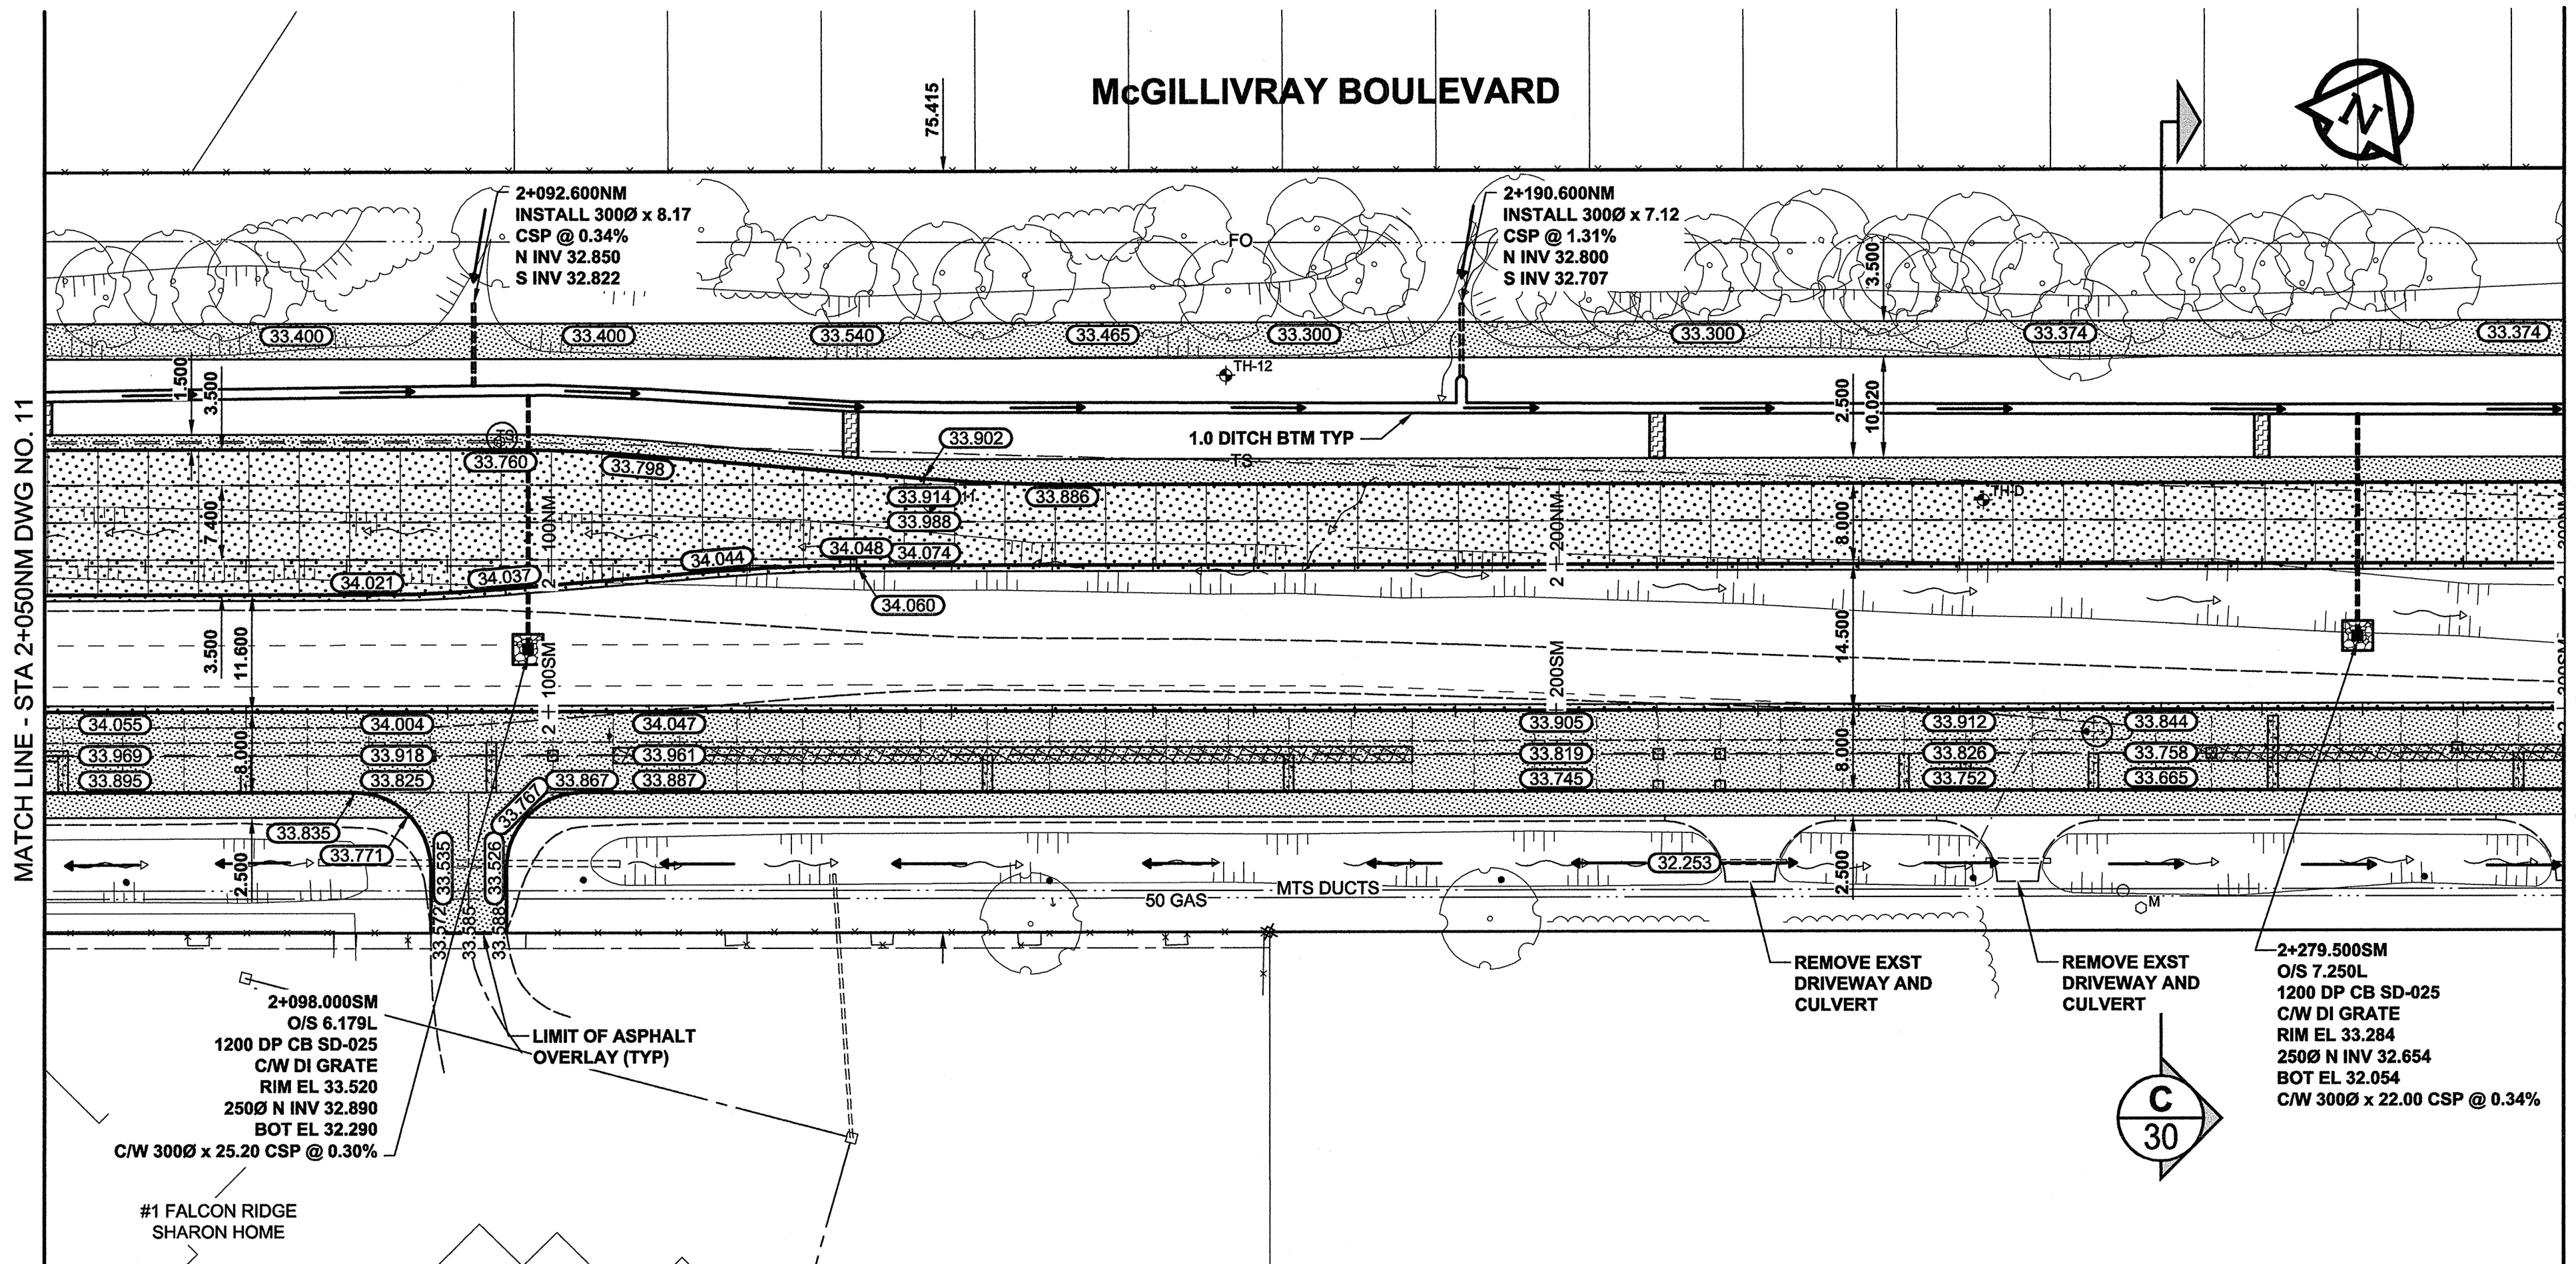 McGILLIVRAY BOULEVARD
N
75.415
2+092.600NM
INSTALL 300Ø x 8.17
CSP @ 0.34%
N INV 32.850
S INV 32.822
2+190.600NM
INSTALL 300Ø x 7.12
CSP @ 1.31%
N INV 32.800
S INV 32.707
FO
3.500
33.400
33.400
33.540
33.465
33.300
33.300
33.374
33.374
MATCH LINE - STA 2+050NM DWG NO. 11
1.500
3.500
TH-12
2.500
10.020
TS
33.902
1.0 DITCH BTM TYP
TS
33.760
33.798
33.914
11
33.886
TH-D
33.988
7.400
2+100NM
2+200NM
8.000
34.048
34.074
34.044
34.021
34.037
34.060
3.500
11.600
2+100SM
2+200SM
14.500
34.055
34.004
34.047
33.905
33.912
33.844
33.969
33.918
33.961
33.819
33.826
33.758
33.895
8.000
33.825
33.867
33.887
33.745
8.000
33.752
33.665
33.767
33.835
33.771
33.535
33.526
2.500
32.253
2.500
MTS DUCTS
50 GAS
M
33.572
33.585
33.588
2+098.000SM
O/S 6.179L
1200 DP CB SD-025
C/W DI GRATE
RIM EL 33.520
250Ø N INV 32.890
BOT EL 32.290
C/W 300Ø x 25.20 CSP @ 0.30%
LIMIT OF ASPHALT
OVERLAY (TYP)
REMOVE EXST
DRIVEWAY AND
CULVERT
REMOVE EXST
DRIVEWAY AND
CULVERT
2+279.500SM
O/S 7.250L
1200 DP CB SD-025
C/W DI GRATE
RIM EL 33.284
250Ø N INV 32.654
BOT EL 32.054
C/W 300Ø x 22.00 CSP @ 0.34%
C
30
#1 FALCON RIDGE
SHARON HOME